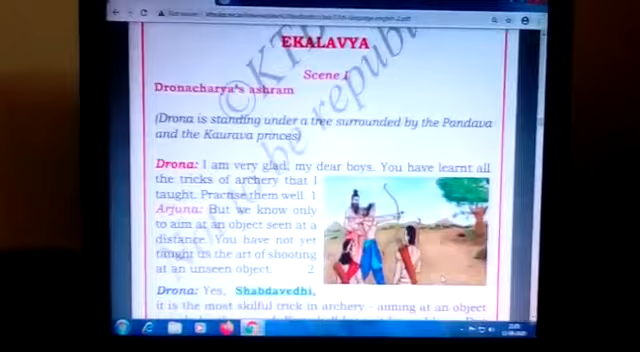 EKALAVYA
Scene I
Dronacharya's ashram
(Drona is standing under a tree surrounded by the Pandava
and the Kaurava princes)
Drona: I am very glad, my dear boys. You have learnt all
the tricks of archery that I
taught. Practise them well. 1
Arjuna: But we know only
to aim at an object seen at a
distance. You have not yet
taught us the art of shooting
at an unseen object. 2
Drona: Yes, Shabdavedhi,
it is the most skilful trick in archery - aiming at an object